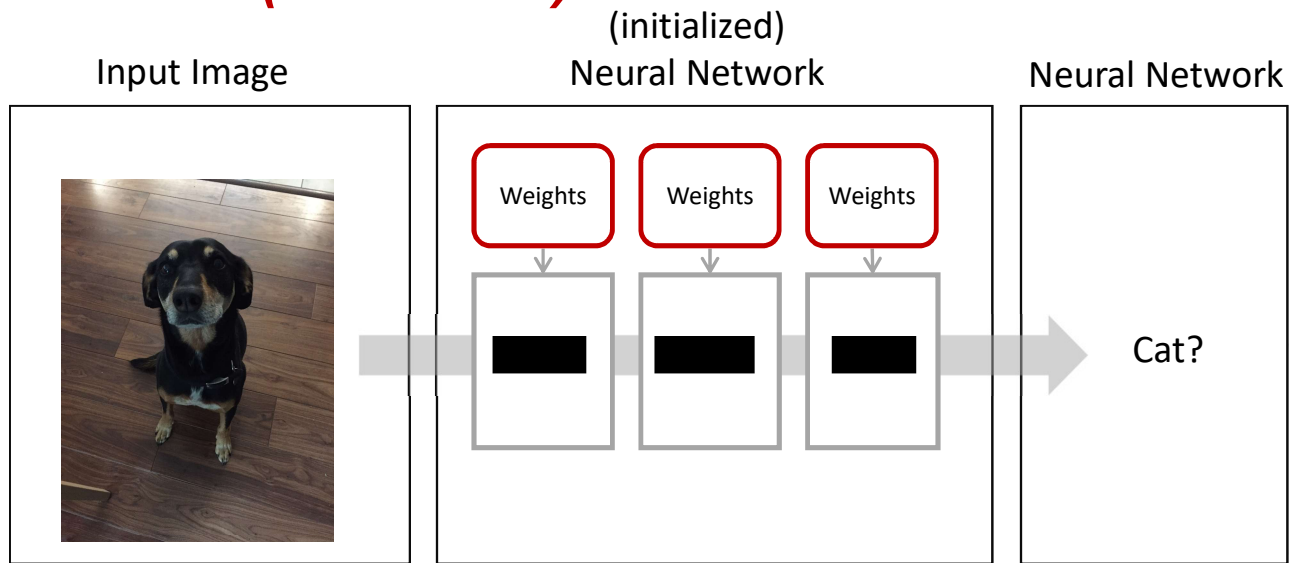 (initialized)
Input Image
Neural Network
Neural Network
Weights
Weights
Weights
Cat?